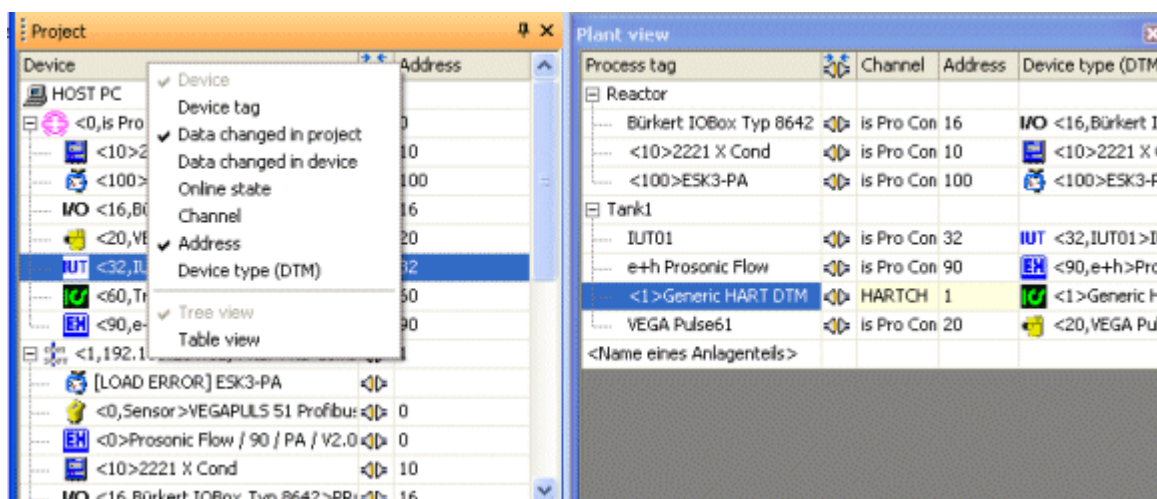 Project
Device Address
HOST PC
<0,is Pro 0
<10>2 10
<100> 100
I/O <16,Bü 16
<20,VE 20
IUT <32,IU 32
<60,Tr 60
EH <90,e- 90
<1,192.1
[LOAD ERROR] ESK3-PA
<0,Sensor>VEGAPULS 51 Profibus 0
EH <0>Prosonic Flow / 90 / PA / V2.0 0
<10>2221 X Cond 10
I/O <16,Bürkert IOBox Typ 8642>PR 16
Device
Device tag
Data changed in project
Data changed in device
Online state
Channel
Address
Device type (DTM)
Tree view
Table view
Plant view
Process tag Channel Address Device type (DTM
Reactor
Bürkert IOBox Typ 8642 is Pro Con 16 I/O <16,Bürkert I
<10>2221 X Cond is Pro Con 10 <10>2221 X
<100>ESK3-PA is Pro Con 100 <100>ESK3-P
Tank1
IUT01 is Pro Con 32 IUT <32,IUT01>I
e+h Prosonic Flow is Pro Con 90 EH <90,e+h>Pro
<1>Generic HART DTM HARTCH 1 <1>Generic H
VEGA Pulse61 is Pro Con 20 <20,VEGA Pul
<Name eines Anlagenteils>